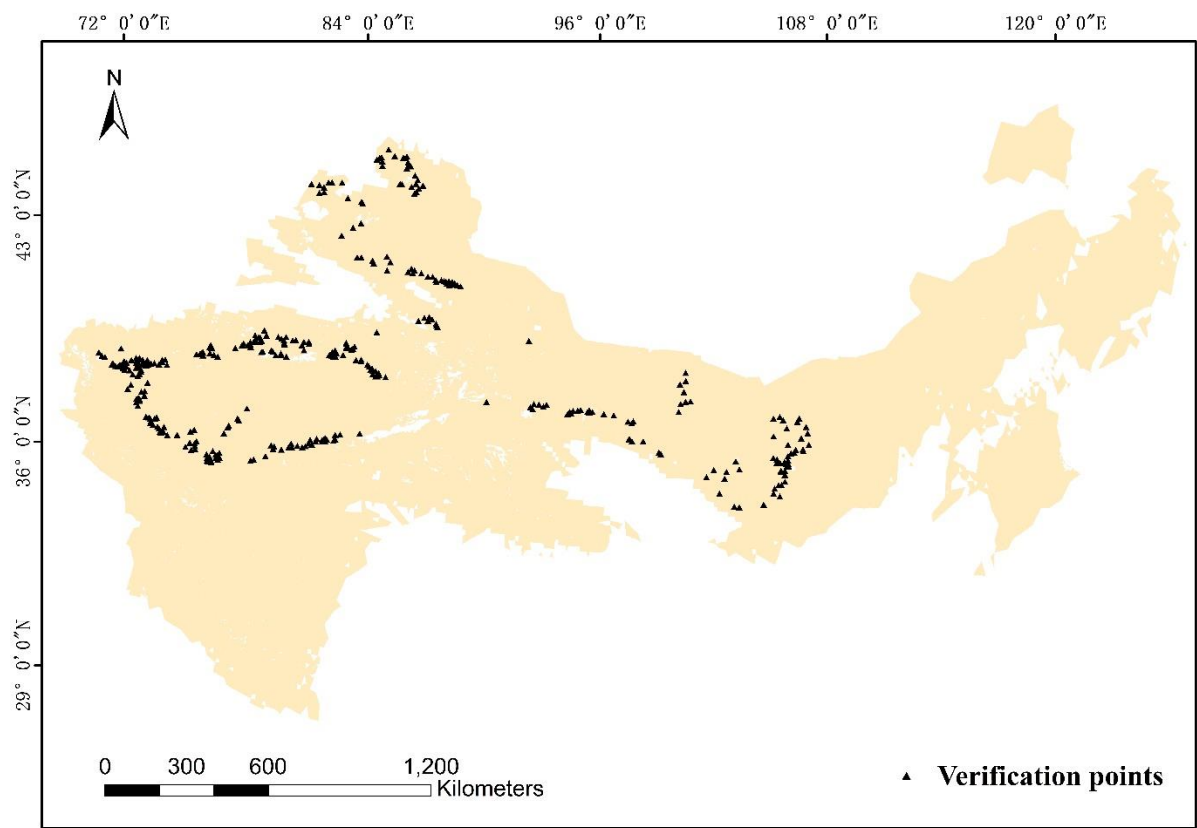 72° 0′0″E 84° 0′0″E 96° 0′0″E 108° 0′0″E 120° 0′0″E
N
43° 0′0″N
36° 0′0″N
29° 0′0″N
0 300 600 1,200
Kilometers
Verification points